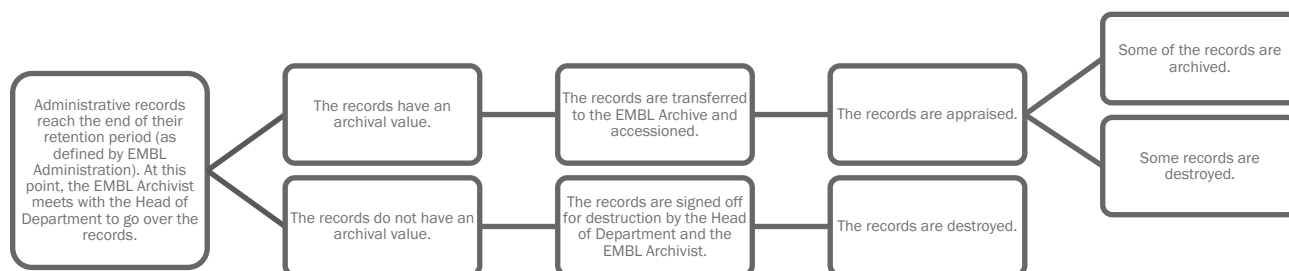 Administrative records
reach the end of their
retention period (as
defined by EMBL
Administration). At this
point, the EMBL Archivist
meets with the Head of
Department to go over the
records.
The records have an
archival value.
The records are transferred
to the EMBL Archive and
accessioned.
The records are appraised.
Some of the records are
archived.
Some records are
destroyed.
The records do not have an
archival value.
The records are signed off
for destruction by the Head
of Department and the
EMBL Archivist.
The records are destroyed.